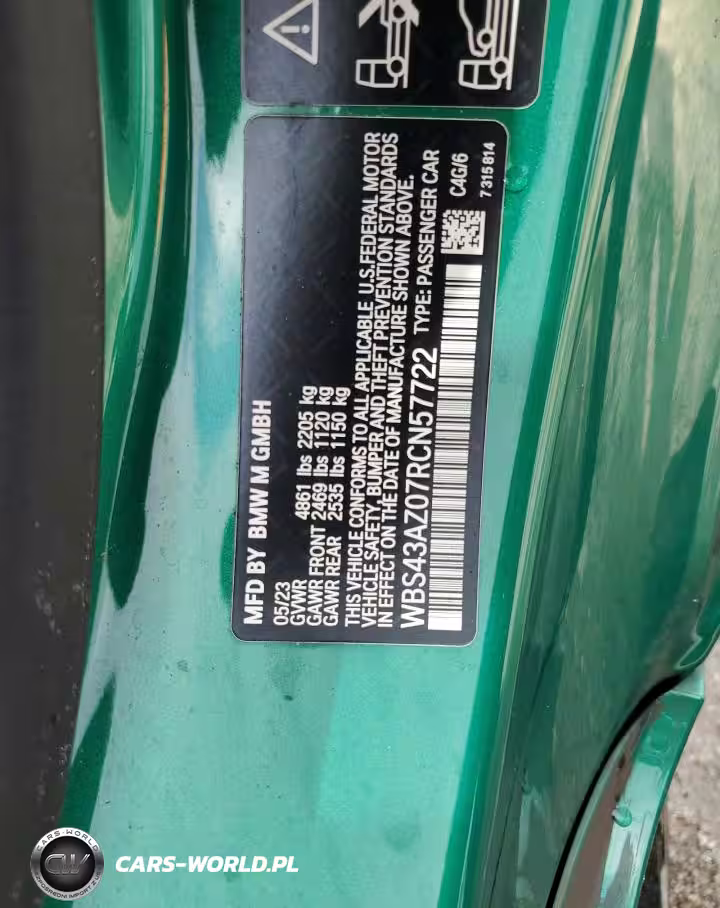 MFD BY BMW M GMBH
05/23
GVWR 4861 lbs 2205 kg
GAWR FRONT 2469 lbs 1120 kg
GAWR REAR 2535 lbs 1150 kg
THIS VEHICLE CONFORMS TO ALL APPLICABLE U.S.FEDERAL MOTOR
VEHICLE SAFETY, BUMPER AND THEFT PREVENTION STANDARDS
IN EFFECT ON THE DATE OF MANUFACTURE SHOWN ABOVE.
WBS43AZ07RCN57722 TYPE: PASSENGER CAR
C4G/6
7 315 814
CARS-WORLD
CW
CARS-WORLD.PL